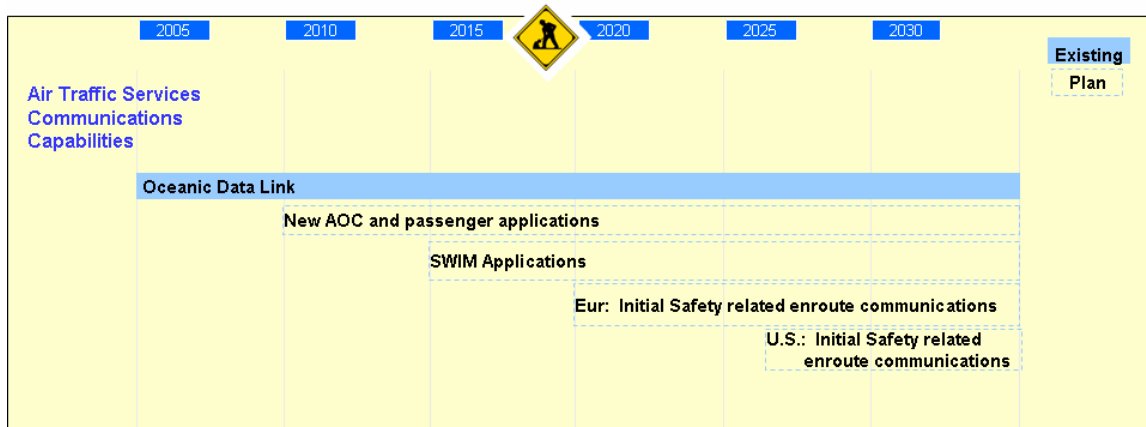 2005 2010 2015 2020 2025 2030
Existing
Plan
Air Traffic Services
Communications
Capabilities
Oceanic Data Link
New AOC and passenger applications
SWIM Applications
Eur:  Initial Safety related enroute communications
U.S.:  Initial Safety related
enroute communications